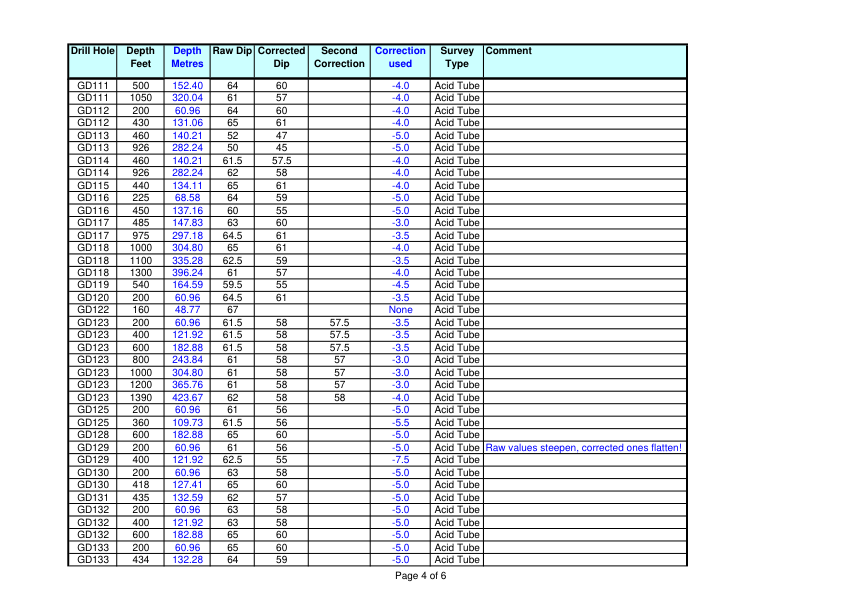 Drill Hole Depth Depth Raw Dip Corrected Second Correction Survey Comment
Feet Metres Dip Correction used Type
GD111 500 152.40 64 60 -4.0 Acid Tube
GD111 1050 320.04 61 57 -4.0 Acid Tube
GD112 200 60.96 64 60 -4.0 Acid Tube
GD112 430 131.06 65 61 -4.0 Acid Tube
GD113 460 140.21 52 47 -5.0 Acid Tube
GD113 926 282.24 50 45 -5.0 Acid Tube
GD114 460 140.21 61.5 57.5 -4.0 Acid Tube
GD114 926 282.24 62 58 -4.0 Acid Tube
GD115 440 134.11 65 61 -4.0 Acid Tube
GD116 225 68.58 64 59 -5.0 Acid Tube
GD116 450 137.16 60 55 -5.0 Acid Tube
GD117 485 147.83 63 60 -3.0 Acid Tube
GD117 975 297.18 64.5 61 -3.5 Acid Tube
GD118 1000 304.80 65 61 -4.0 Acid Tube
GD118 1100 335.28 62.5 59 -3.5 Acid Tube
GD118 1300 396.24 61 57 -4.0 Acid Tube
GD119 540 164.59 59.5 55 -4.5 Acid Tube
GD120 200 60.96 64.5 61 -3.5 Acid Tube
GD122 160 48.77 67 None Acid Tube
GD123 200 60.96 61.5 58 57.5 -3.5 Acid Tube
GD123 400 121.92 61.5 58 57.5 -3.5 Acid Tube
GD123 600 182.88 61.5 58 57.5 -3.5 Acid Tube
GD123 800 243.84 61 58 57 -3.0 Acid Tube
GD123 1000 304.80 61 58 57 -3.0 Acid Tube
GD123 1200 365.76 61 58 57 -3.0 Acid Tube
GD123 1390 423.67 62 58 58 -4.0 Acid Tube
GD125 200 60.96 61 56 -5.0 Acid Tube
GD125 360 109.73 61.5 56 -5.5 Acid Tube
GD128 600 182.88 65 60 -5.0 Acid Tube
GD129 200 60.96 61 56 -5.0 Acid Tube Raw values steepen, corrected ones flatten!
GD129 400 121.92 62.5 55 -7.5 Acid Tube
GD130 200 60.96 63 58 -5.0 Acid Tube
GD130 418 127.41 65 60 -5.0 Acid Tube
GD131 435 132.59 62 57 -5.0 Acid Tube
GD132 200 60.96 63 58 -5.0 Acid Tube
GD132 400 121.92 63 58 -5.0 Acid Tube
GD132 600 182.88 65 60 -5.0 Acid Tube
GD133 200 60.96 65 60 -5.0 Acid Tube
GD133 434 132.28 64 59 -5.0 Acid Tube
Page 4 of 6